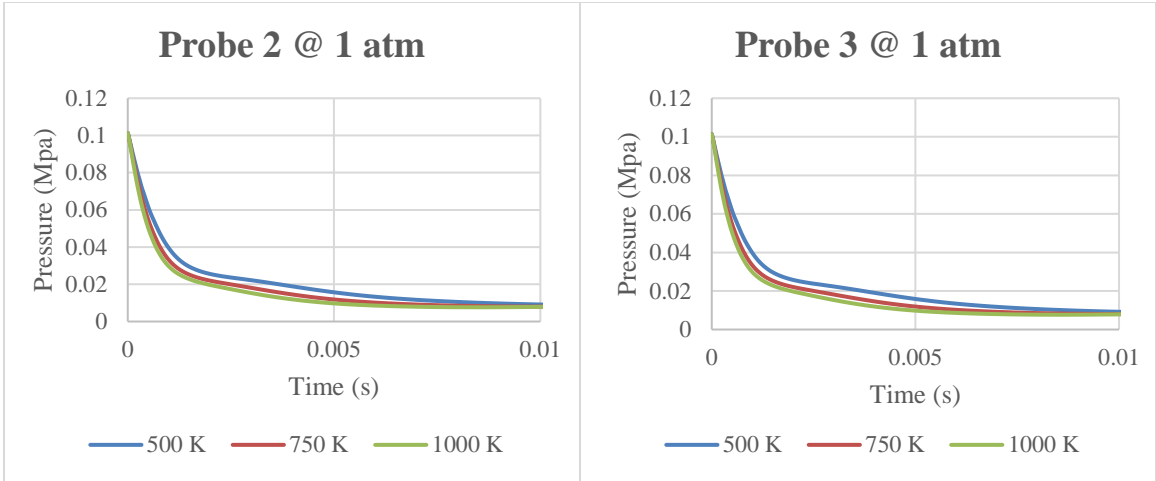 Probe 2 @ 1 atm
Pressure (Mpa)
0.12
0.1
0.08
0.06
0.04
0.02
0
0 0.005 0.01
Time (s)
500 K 750 K 1000 K
Probe 3 @ 1 atm
Pressure (Mpa)
0.12
0.1
0.08
0.06
0.04
0.02
0
0 0.005 0.01
Time (s)
500 K 750 K 1000 K